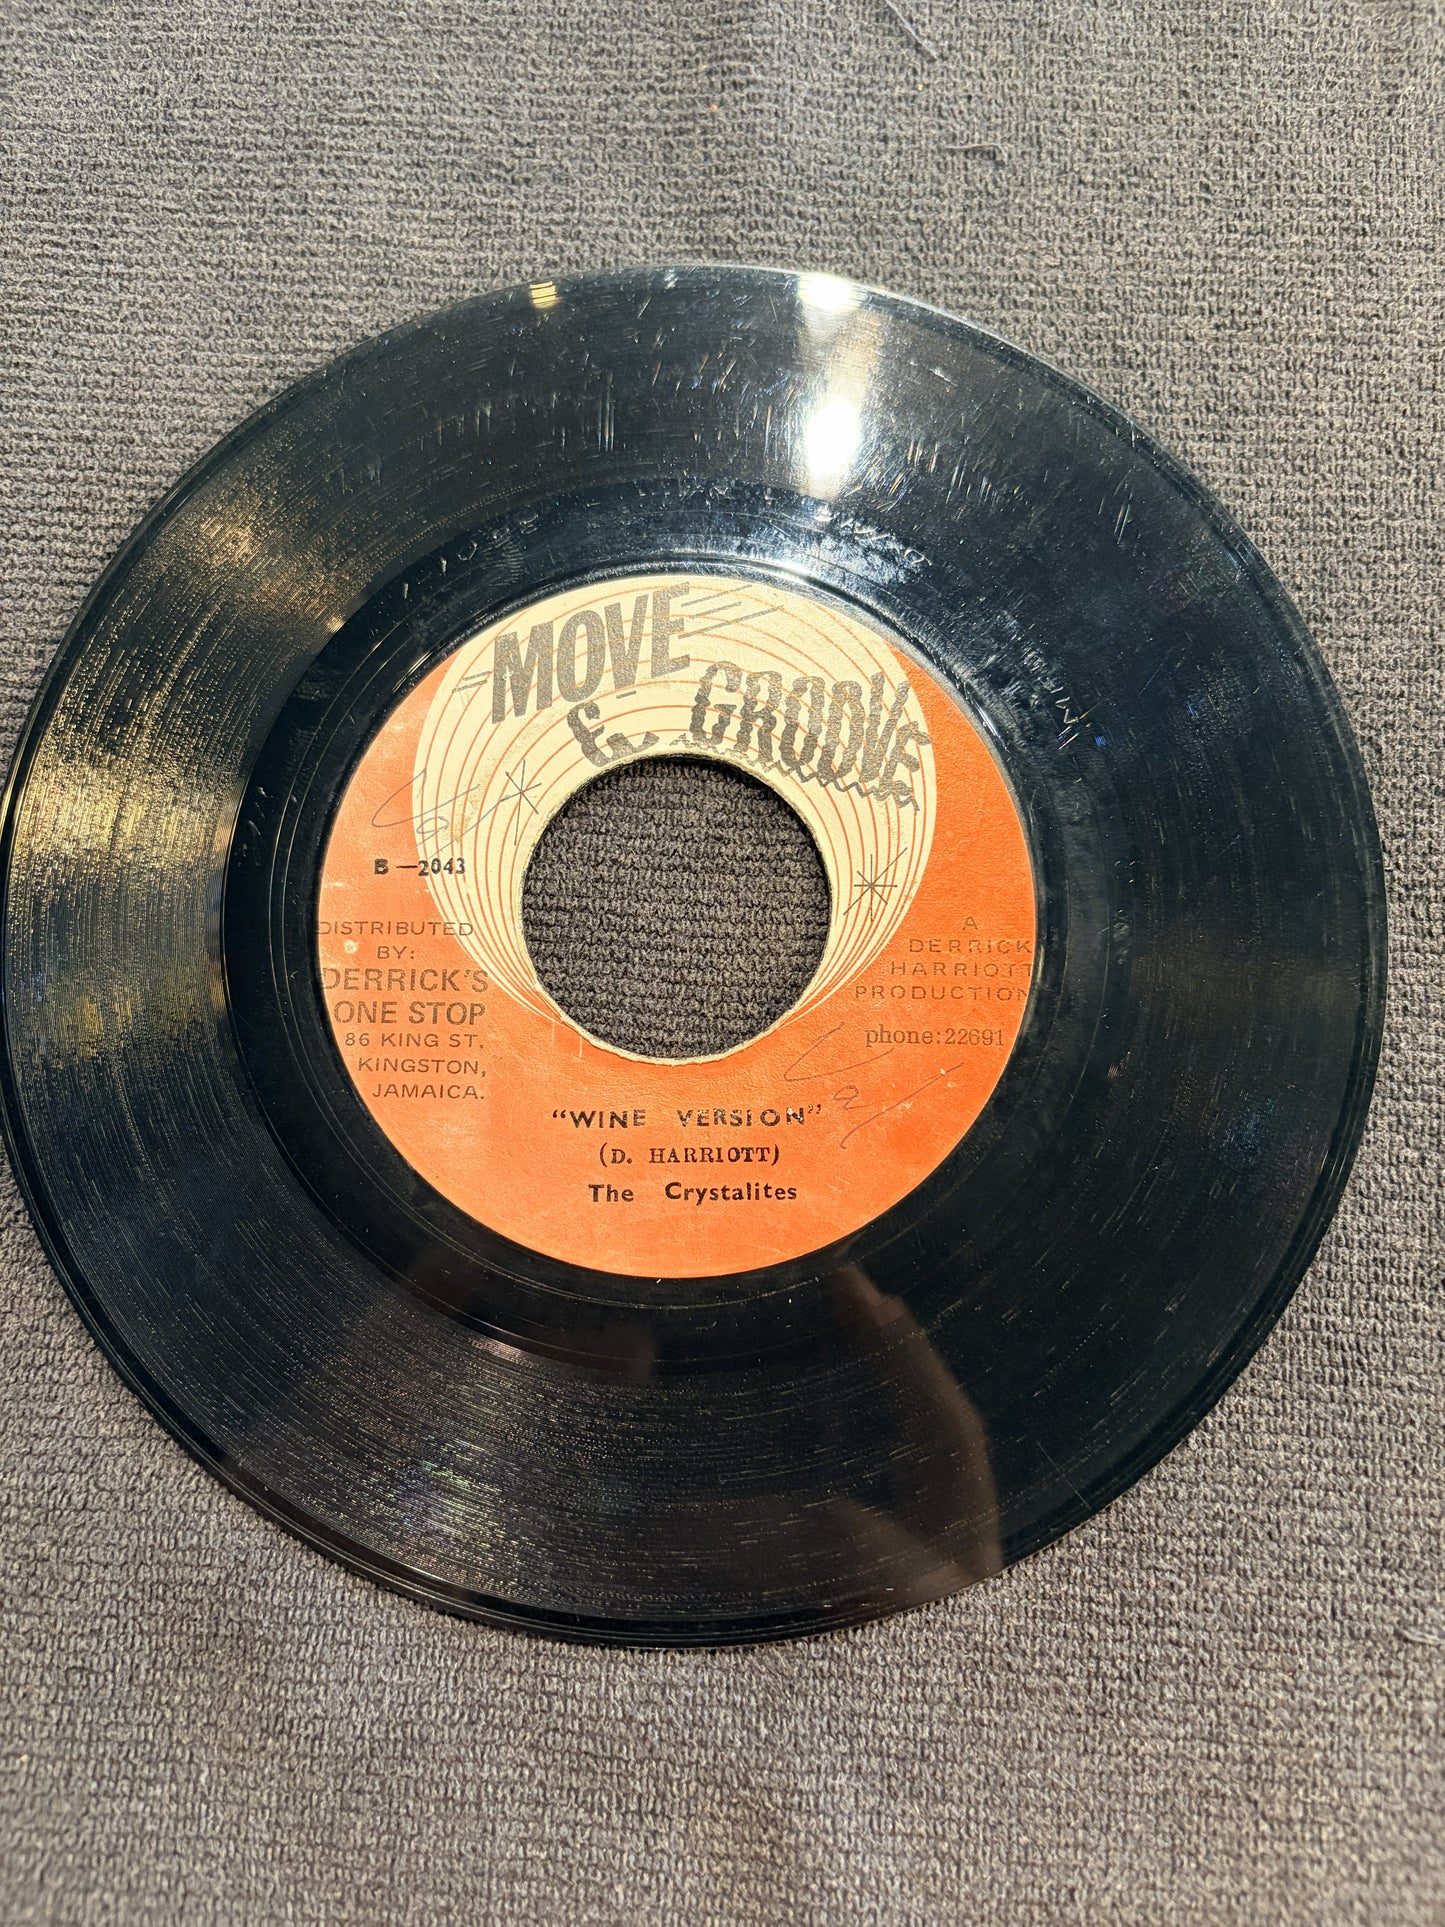 MOVE
& GROOVE
B—2043
DISTRIBUTED
BY:
DERRICK'S
ONE STOP
86 KING ST,
KINGSTON,
JAMAICA.
A
DERRICK
HARRIOTT
PRODUCTION
phone:22691
"WINE VERSION"
(D. HARRIOTT)
The Crystalites